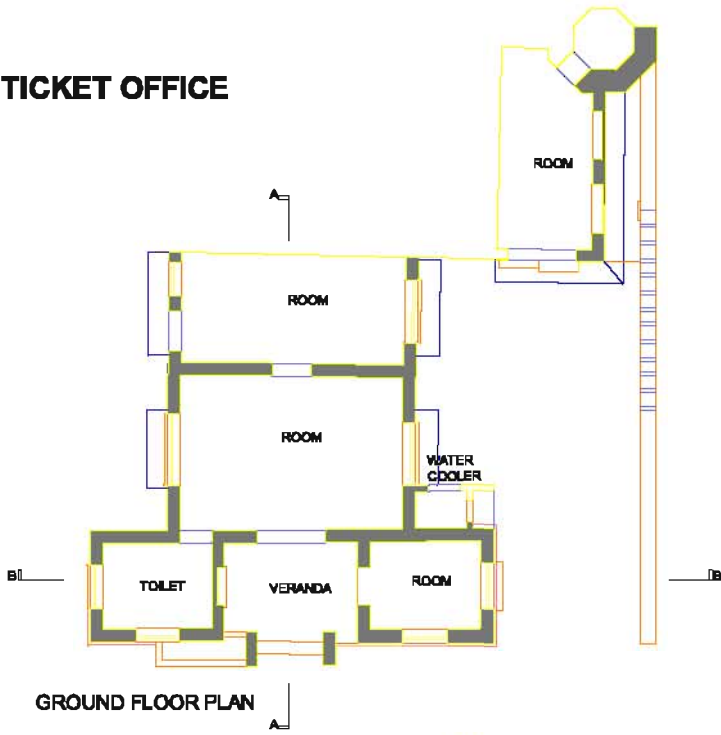 TICKET OFFICE
ROOM
A
ROOM
ROOM
WATER
COOLER
B
TOILET
VERANDA
ROOM
B
GROUND FLOOR PLAN
A